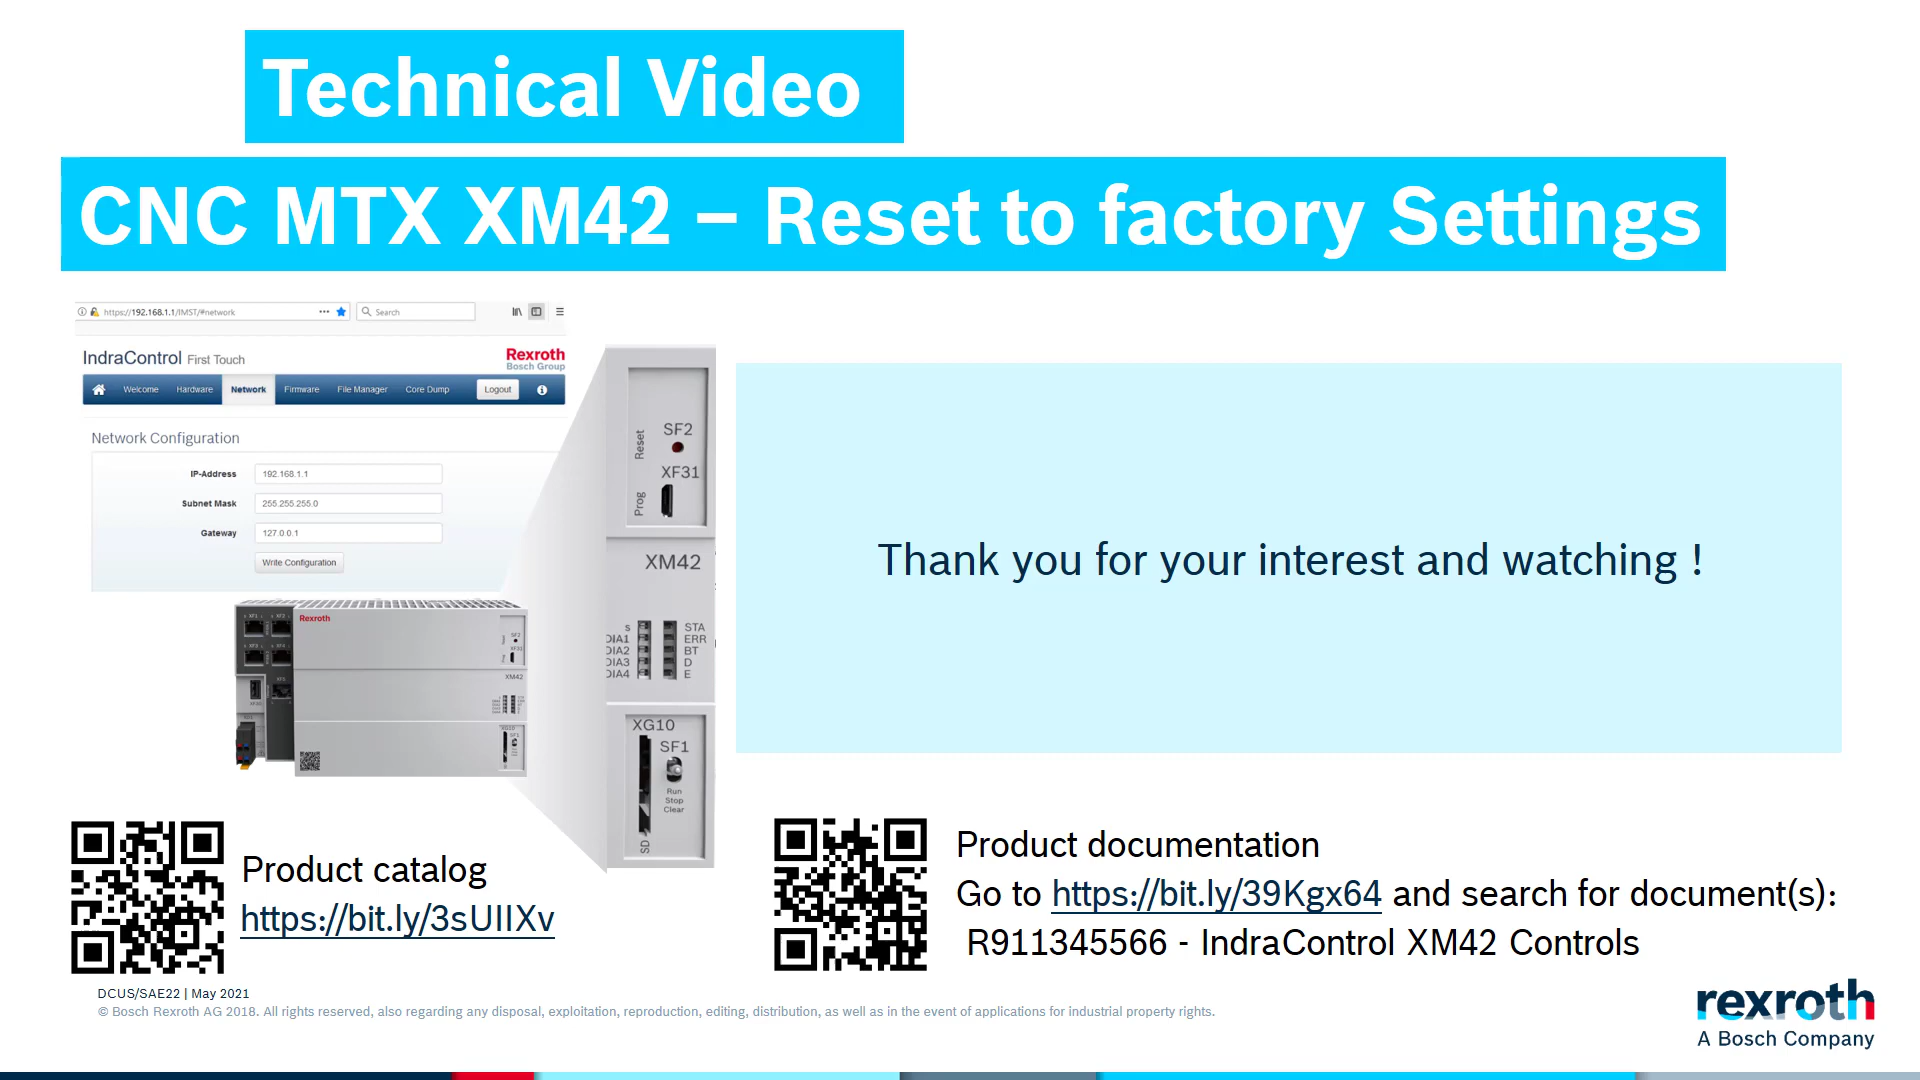 Technical Video
CNC MTX XM42 – Reset to factory Settings
https://192.168.1.1/IMST/#network
Search
IndraControl First Touch
Rexroth
Bosch Group
Welcome Hardware Network Firmware File Manager Core Dump Logout
Network Configuration
IP-Address 192.168.1.1
Subnet Mask 255.255.255.0
Gateway 127.0.0.1
Write Configuration
Reset
SF2
XF31
Prog
XM42
S STA
DIA1 ERR
DIA2 BT
DIA3 D
DIA4 E
XG10
SF1
Run
Stop
Clear
SD
Rexroth
SF2
XF31
XM42
XG10
SF1
Thank you for your interest and watching !
Product catalog
https://bit.ly/3sUIIXv
Product documentation
Go to https://bit.ly/39Kgx64 and search for document(s):
R911345566 - IndraControl XM42 Controls
DCUS/SAE22 | May 2021
© Bosch Rexroth AG 2018. All rights reserved, also regarding any disposal, exploitation, reproduction, editing, distribution, as well as in the event of applications for industrial property rights.
rexroth
A Bosch Company